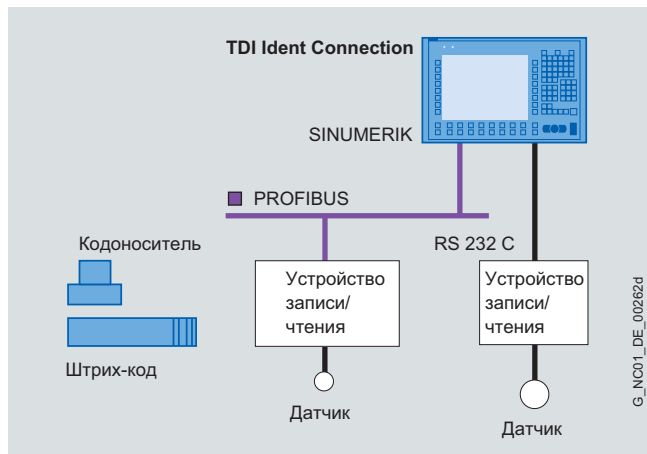 TDI Ident Connection
SINUMERIK
PROFIBUS
RS 232 C
Кодоноситель
Штрих-код
Устройство
записи/
чтения
Датчик
Устройство
записи/
чтения
Датчик
G_NC01_DE_00262d